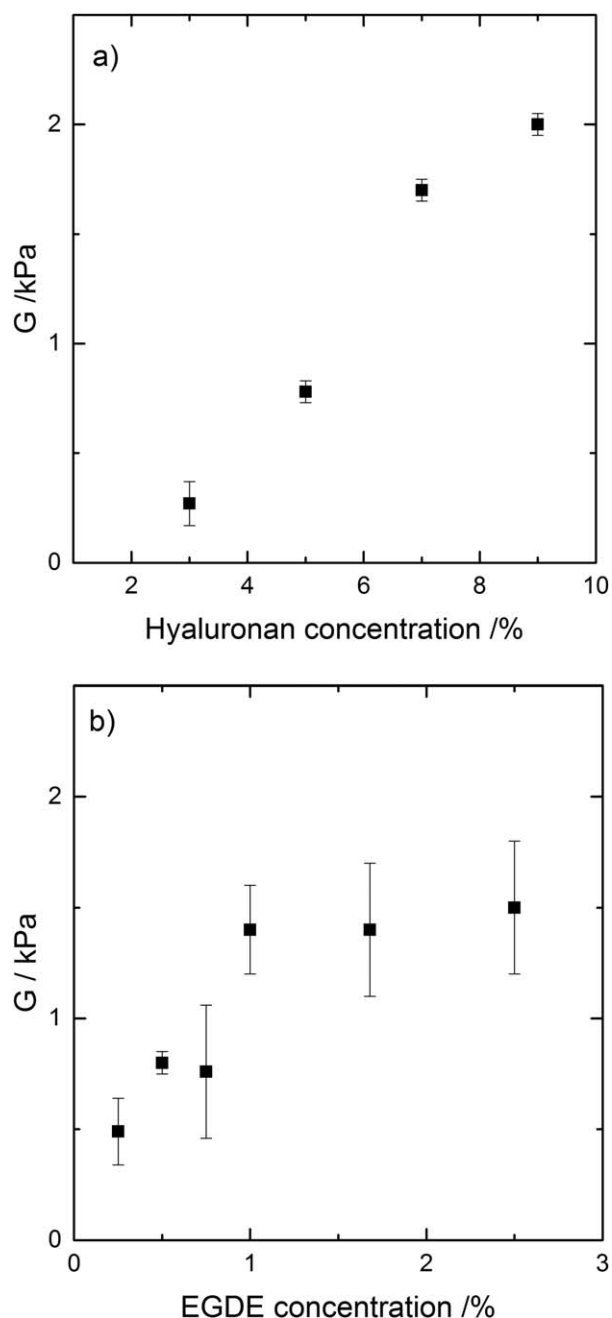 a)
2
1
0
G /kPa
2 4 6 8 10
Hyaluronan concentration /%
b)
2
1
0
G / kPa
0 1 2 3
EGDE concentration /%